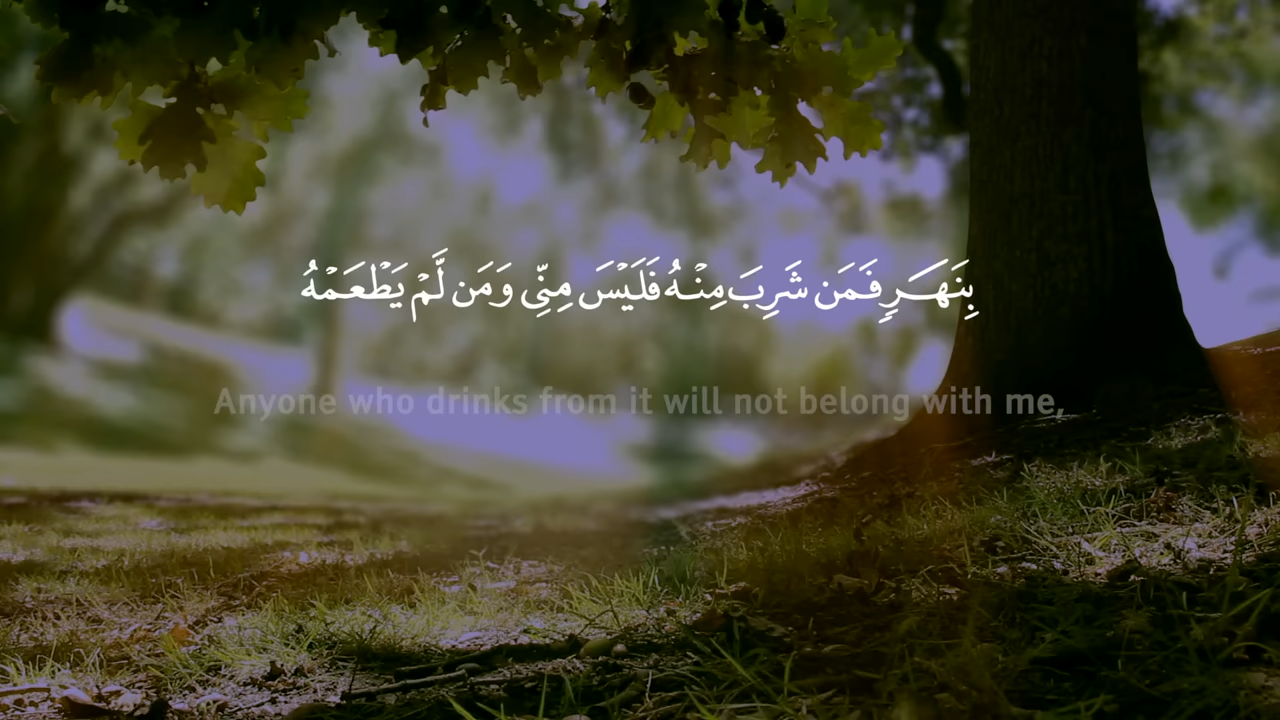 بِنَهَرٍ فَمَن شَرِبَ مِنْهُ فَلَيْسَ مِنِّى وَمَن لَّمْ يَطْعَمْهُ
Anyone who drinks from it will not belong with me,